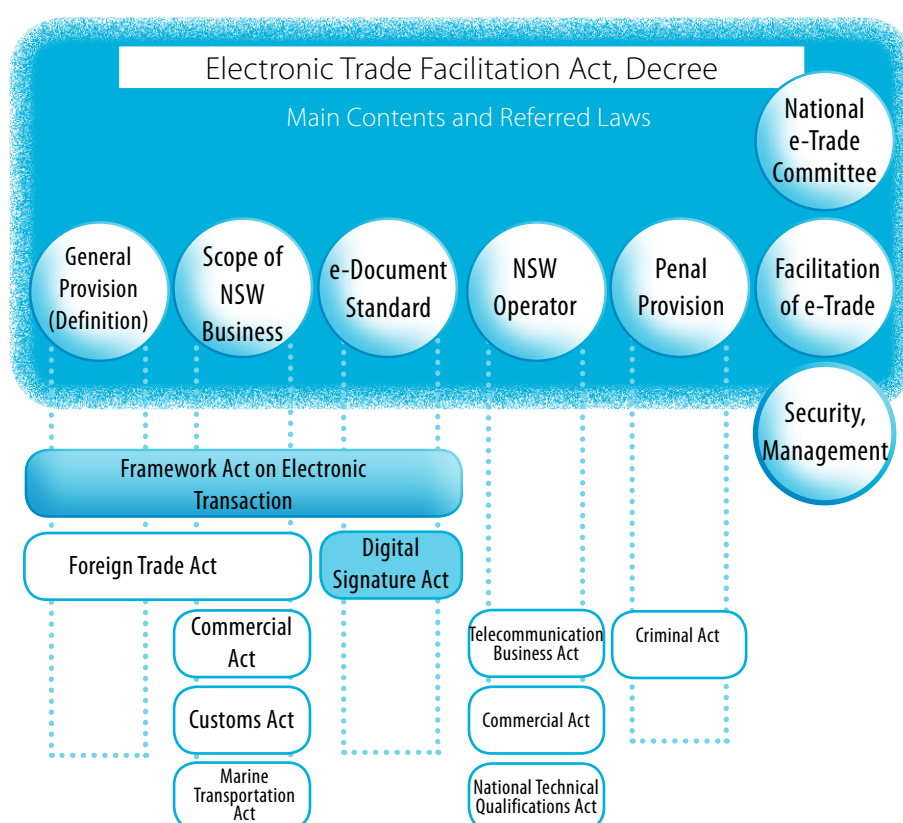 Electronic Trade Facilitation Act, Decree
Main Contents and Referred Laws
National
e-Trade
Committee
General
Provision
(Definition)
Scope of
NSW
Business
e-Document
Standard
NSW
Operator
Penal
Provision
Facilitation
of e-Trade
Security,
Management
Framework Act on Electronic
Transaction
Foreign Trade Act
Digital
Signature Act
Commercial
Act
Telecommunication
Business Act
Criminal Act
Customs Act
Commercial Act
Marine
Transportation
Act
National Technical
Qualifications Act